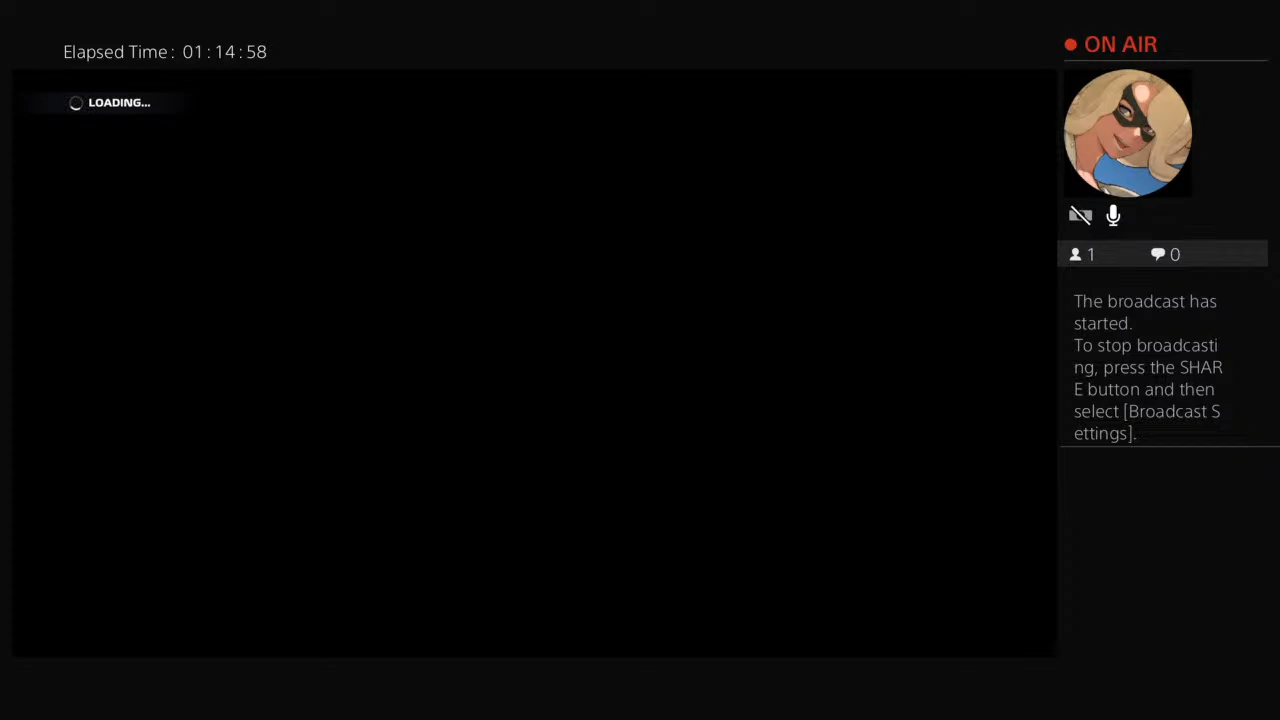 Elapsed Time: 01:14:58
ON AIR
LOADING...
1 0
The broadcast has
started.
To stop broadcasti
ng, press the SHAR
E button and then
select [Broadcast S
ettings].